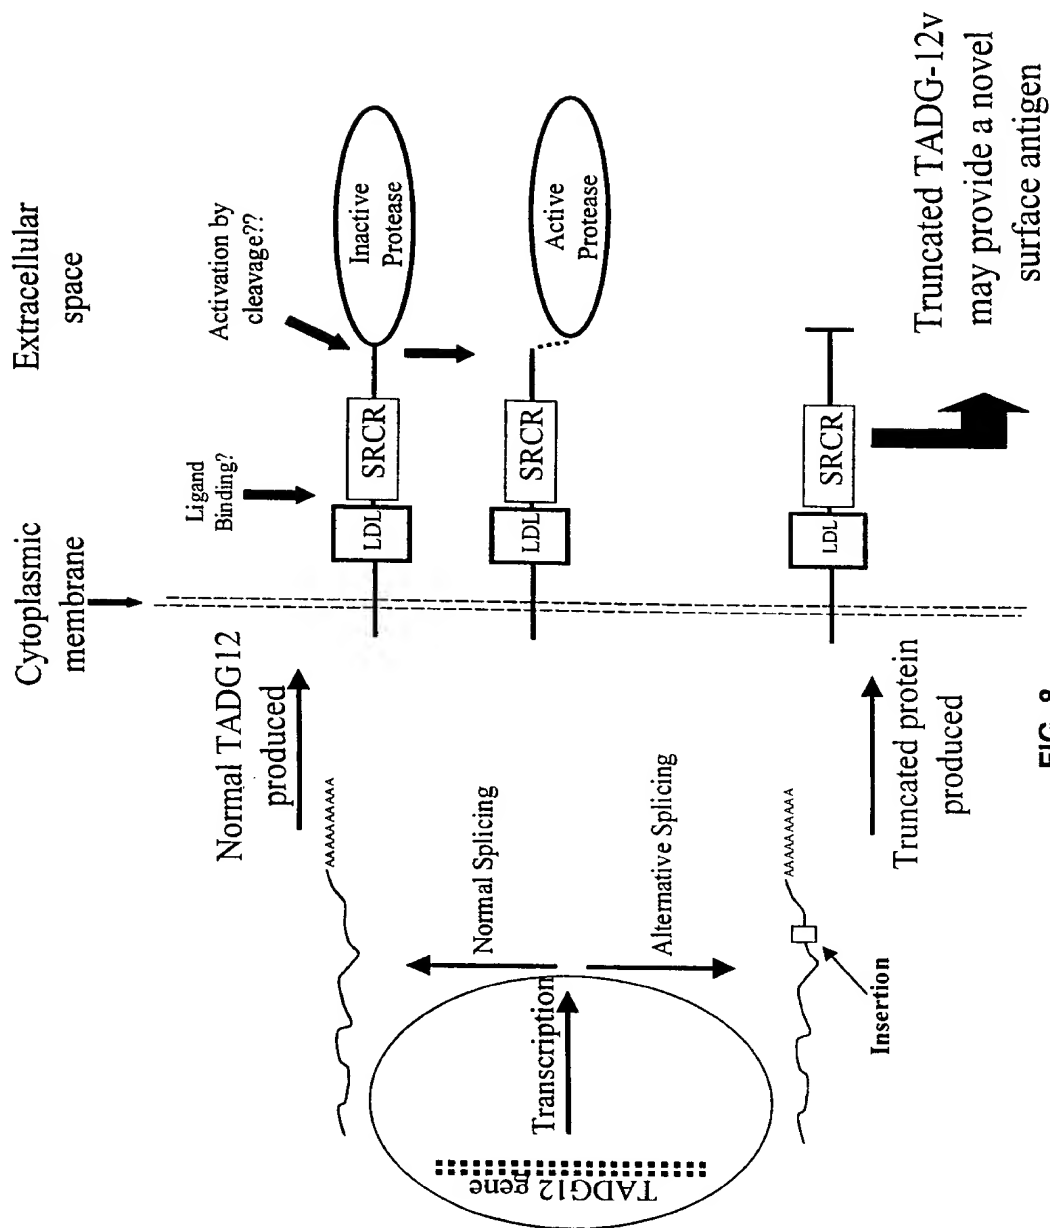 Cytoplasmic
membrane
Extracellular
space
Normal TADG12
produced
Ligand
Binding?
Activation by
cleavage??
AAAAAAAAAA
LDL
SRCR
Inactive
Protease
Normal Splicing
LDL
SRCR
Active
Protease
TADG12
gene
Transcription
Alternative Splicing
AAAAAAAAAA
Insertion
LDL
SRCR
Truncated protein
produced
Truncated TADG-12v
may provide a novel
surface antigen
FIG. 8